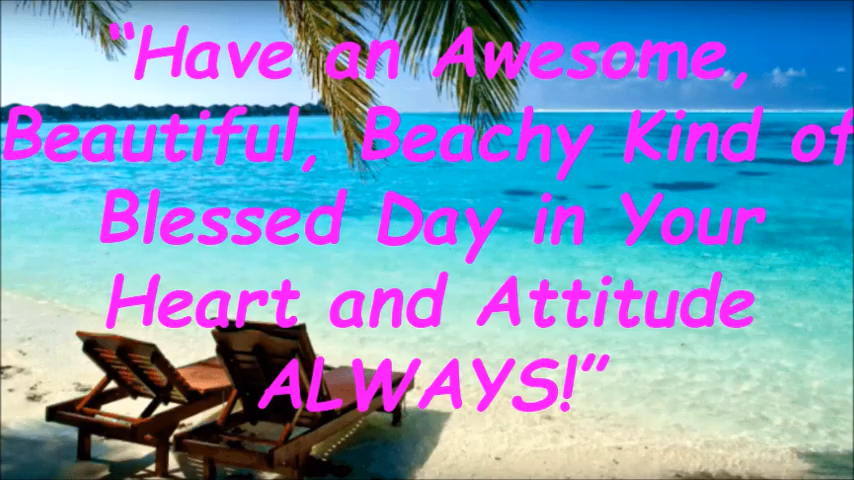 “Have an Awesome,
Beautiful, Beachy Kind of
Blessed Day in Your
Heart and Attitude
ALWAYS!”